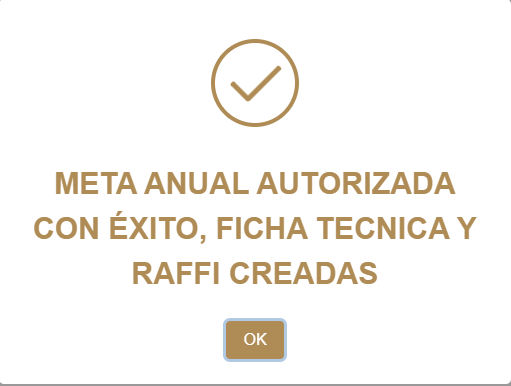 META ANUAL AUTORIZADA
CON ÉXITO, FICHA TECNICA Y
RAFFI CREADAS
OK